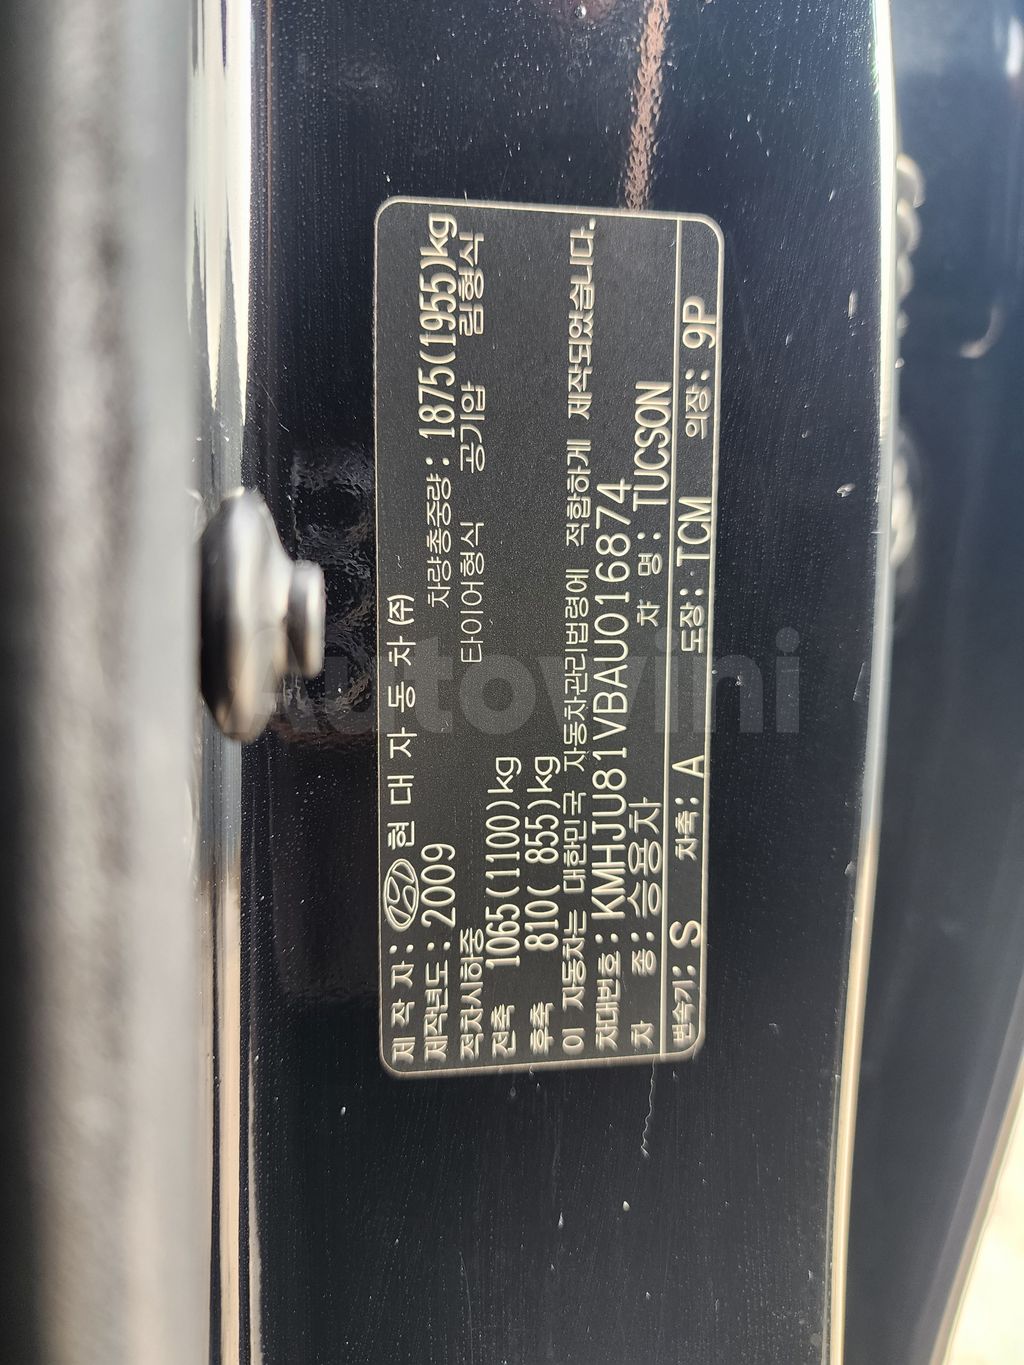 제 작 자 : 현 대 자 동 차 (주)
제작년도 : 2009 차량총중량 : 1875(1955)kg
적차시하중 타이어형식 공기압 림형식
전축 1065(1100)kg
후축 810( 855)kg
이 자동차는 대한민국 자동차관리법령에 적합하게 제작되었습니다.
차대번호 : KMHJU81VBAU016874
차 종 : 승용차 차 명 : TUCSON
변속기 : S 차축 : A 도장 : TCM 의장 : 9P
Autowini